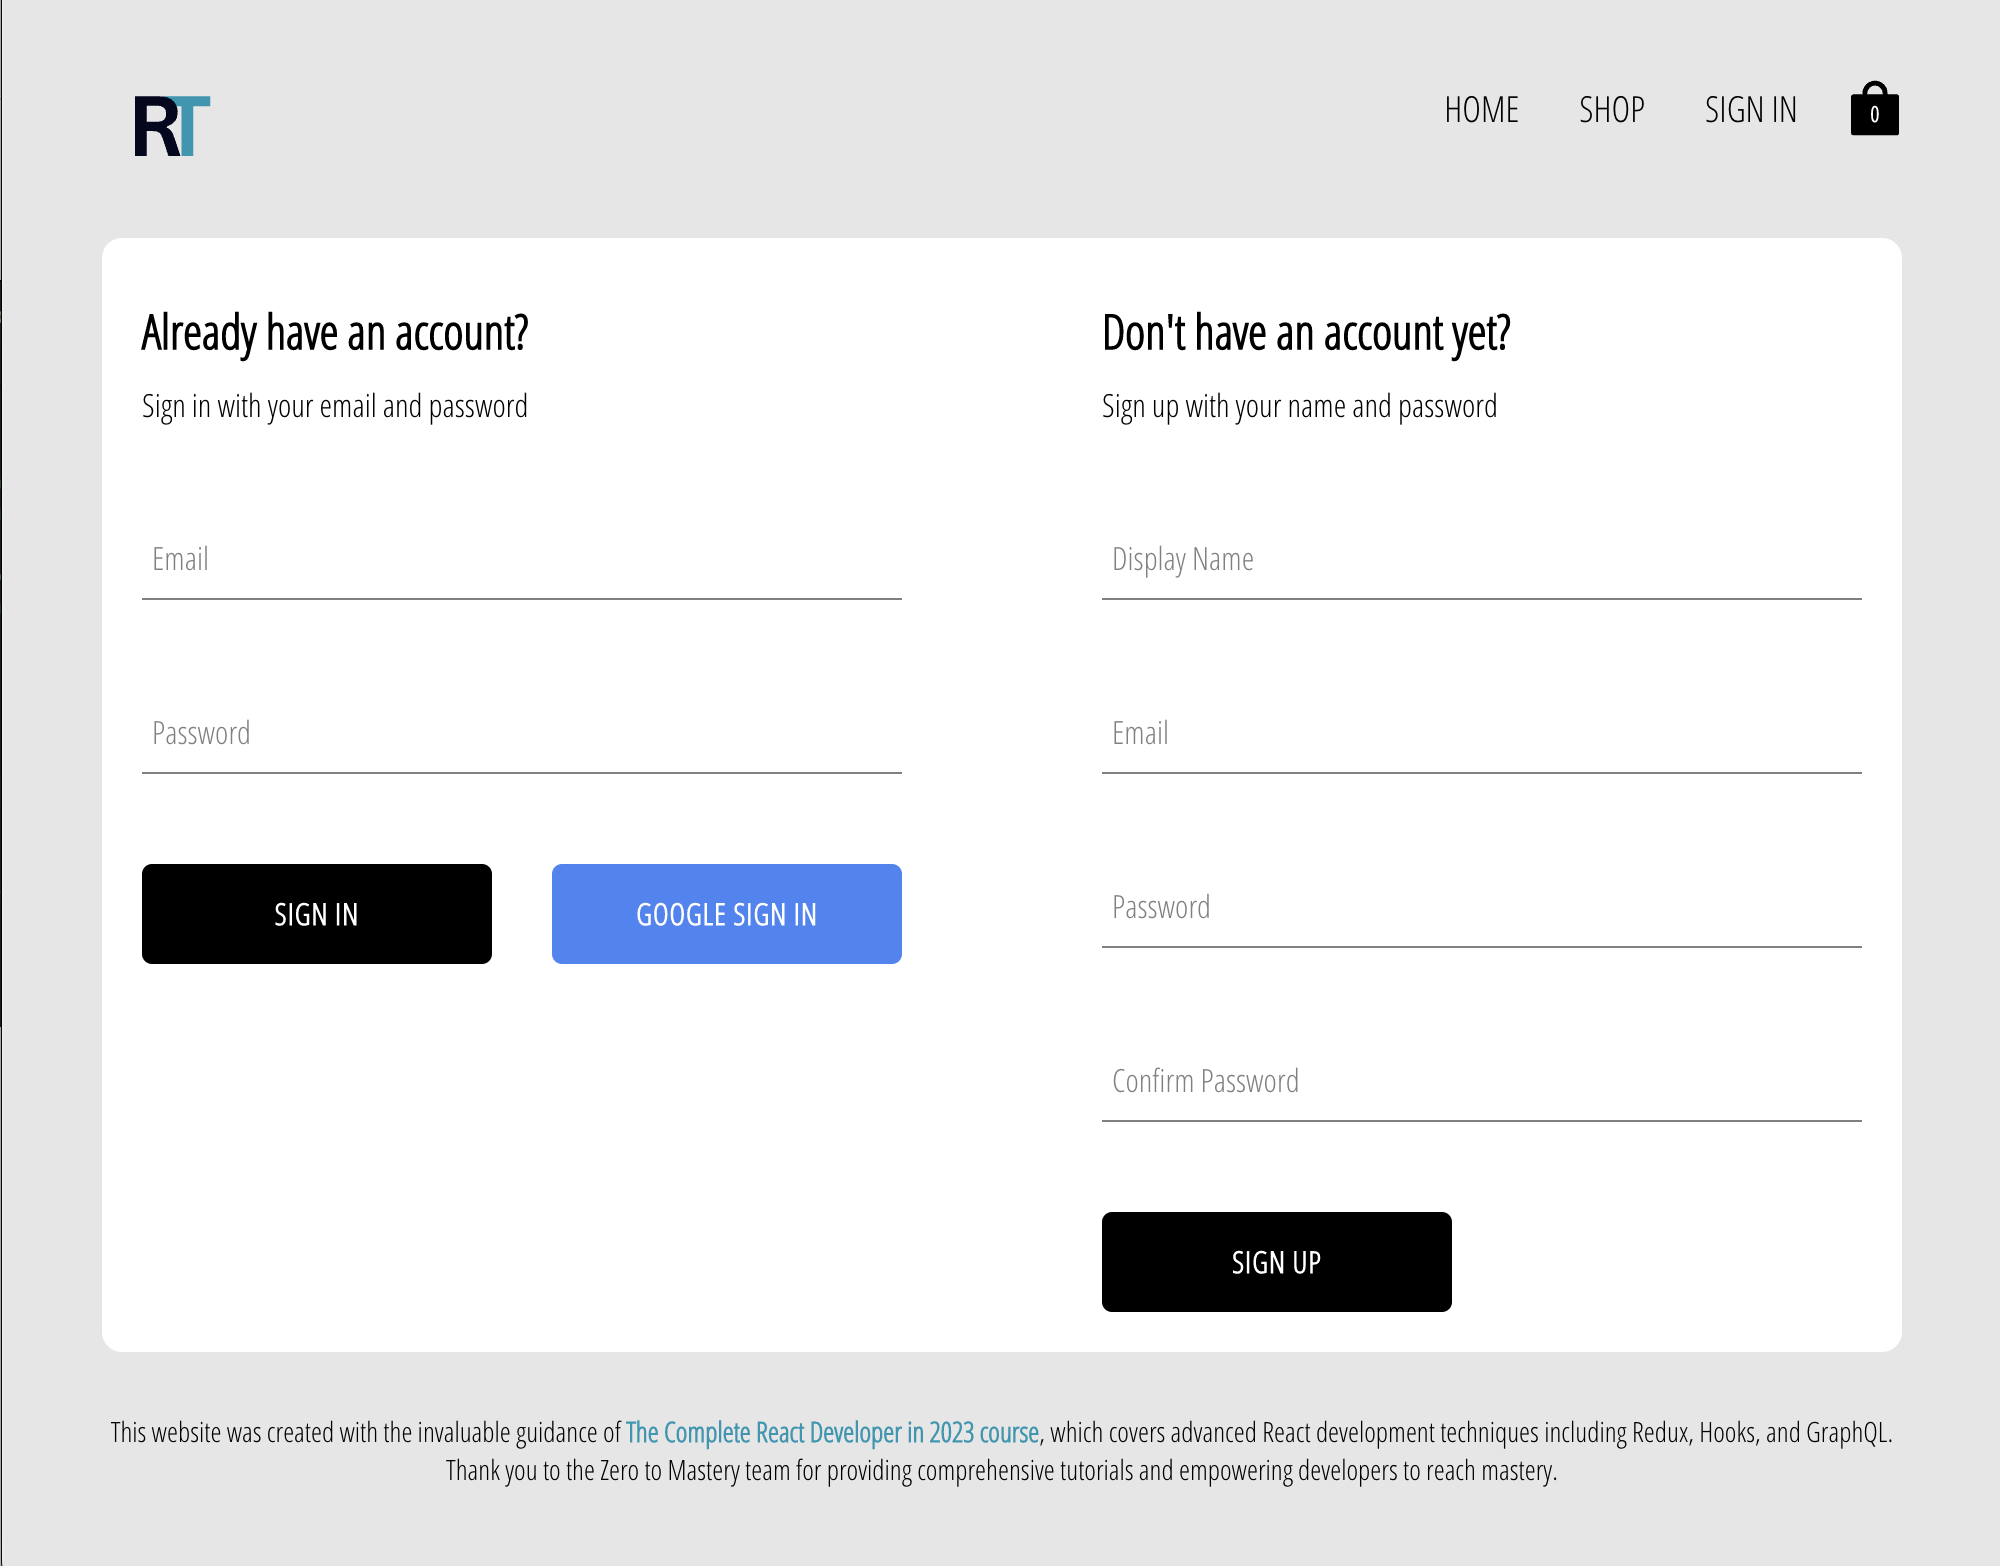 RT
HOME SHOP SIGN IN 0
Already have an account?
Sign in with your email and password
Email
Password
SIGN IN GOOGLE SIGN IN
Don't have an account yet?
Sign up with your name and password
Display Name
Email
Password
Confirm Password
SIGN UP
This website was created with the invaluable guidance of The Complete React Developer in 2023 course, which covers advanced React development techniques including Redux, Hooks, and GraphQL.
Thank you to the Zero to Mastery team for providing comprehensive tutorials and empowering developers to reach mastery.